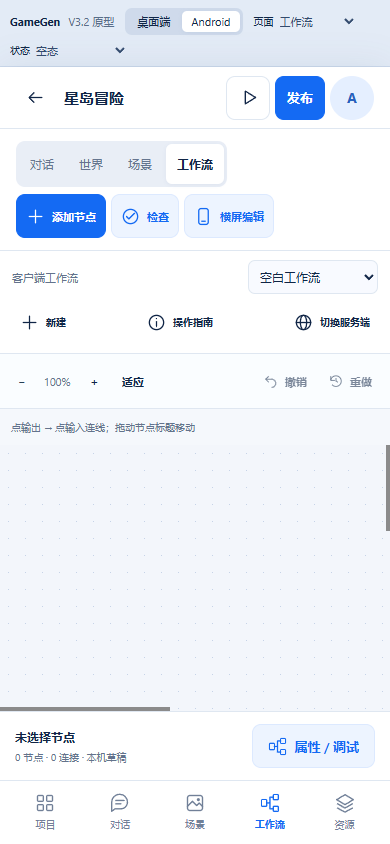 GameGen V3.2 原型 桌面端 Android 页面 工作流
状态 空态
星岛冒险 发布 A
对话 世界 场景 工作流
添加节点 检查 横屏编辑
客户端工作流 空白工作流
新建 操作指南 切换服务端
− 100% + 适应 撤销 重做
点输出 → 点输入连线；拖动节点标题移动
未选择节点
0 节点 · 0 连接 · 本机草稿
属性 / 调试
项目 对话 场景 工作流 资源